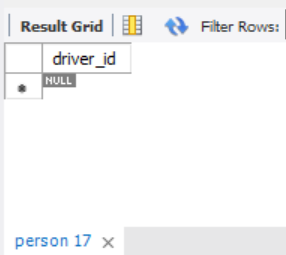 Result Grid Filter Rows:
driver_id
NULL
person 17